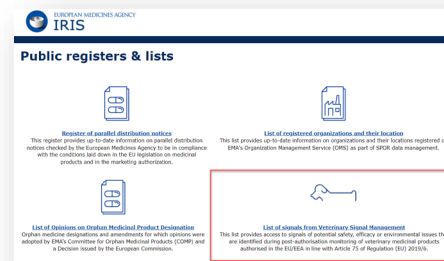 EUROPEAN MEDICINES AGENCY
IRIS
Public registers & lists
Register of parallel distribution notices
This register provides up-to-date information on parallel distribution
notices checked by the European Medicines Agency to be in compliance
with the conditions laid down in the EU legislation on medicinal
products and in the marketing authorization.
List of registered organizations and their location
This list provides up-to-date information on organizations and their locations registered
EMA's Organization Management Service (OMS) as part of SPOR data management.
List of Opinions on Orphan Medicinal Product Designation
Orphan medicine designations and amendments for which opinions were
adopted by EMA's Committee for Orphan Medicinal Products (COMP) and
a Decision issued by the European Commission.
List of signals from Veterinary Signal Management
This list provides access to signals of potential safety, efficacy or environmental issues
are identified during post-authorisation monitoring of veterinary medicinal products
authorised in the EU/EEA in line with Article 75 of Regulation (EU) 2019/6.